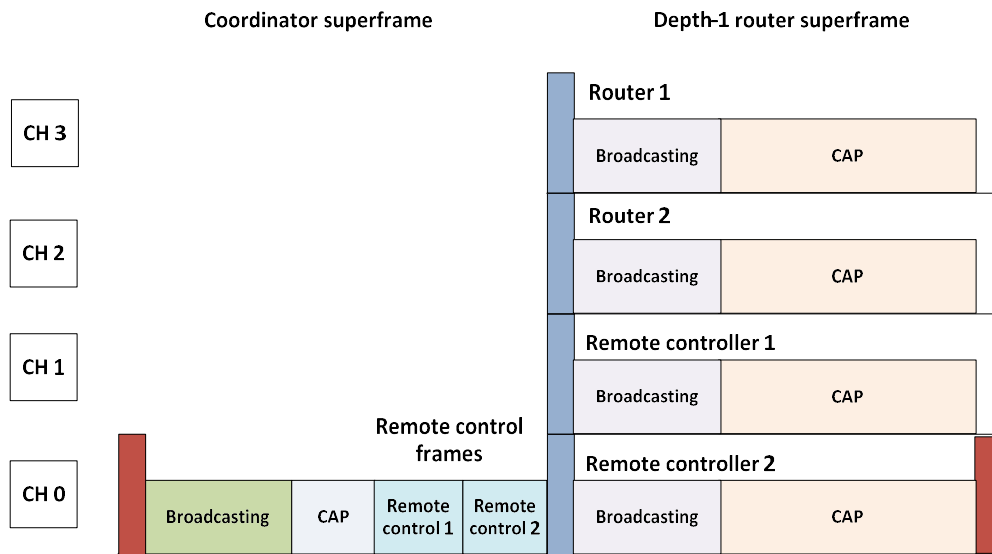 Coordinator superframe
Depth-1 router superframe
CH 3
Router 1
Broadcasting
CAP
CH 2
Router 2
Broadcasting
CAP
CH 1
Remote controller 1
Broadcasting
CAP
Remote control
frames
CH 0
Remote controller 2
Broadcasting
CAP
Remote
control 1
Remote
control 2
Broadcasting
CAP